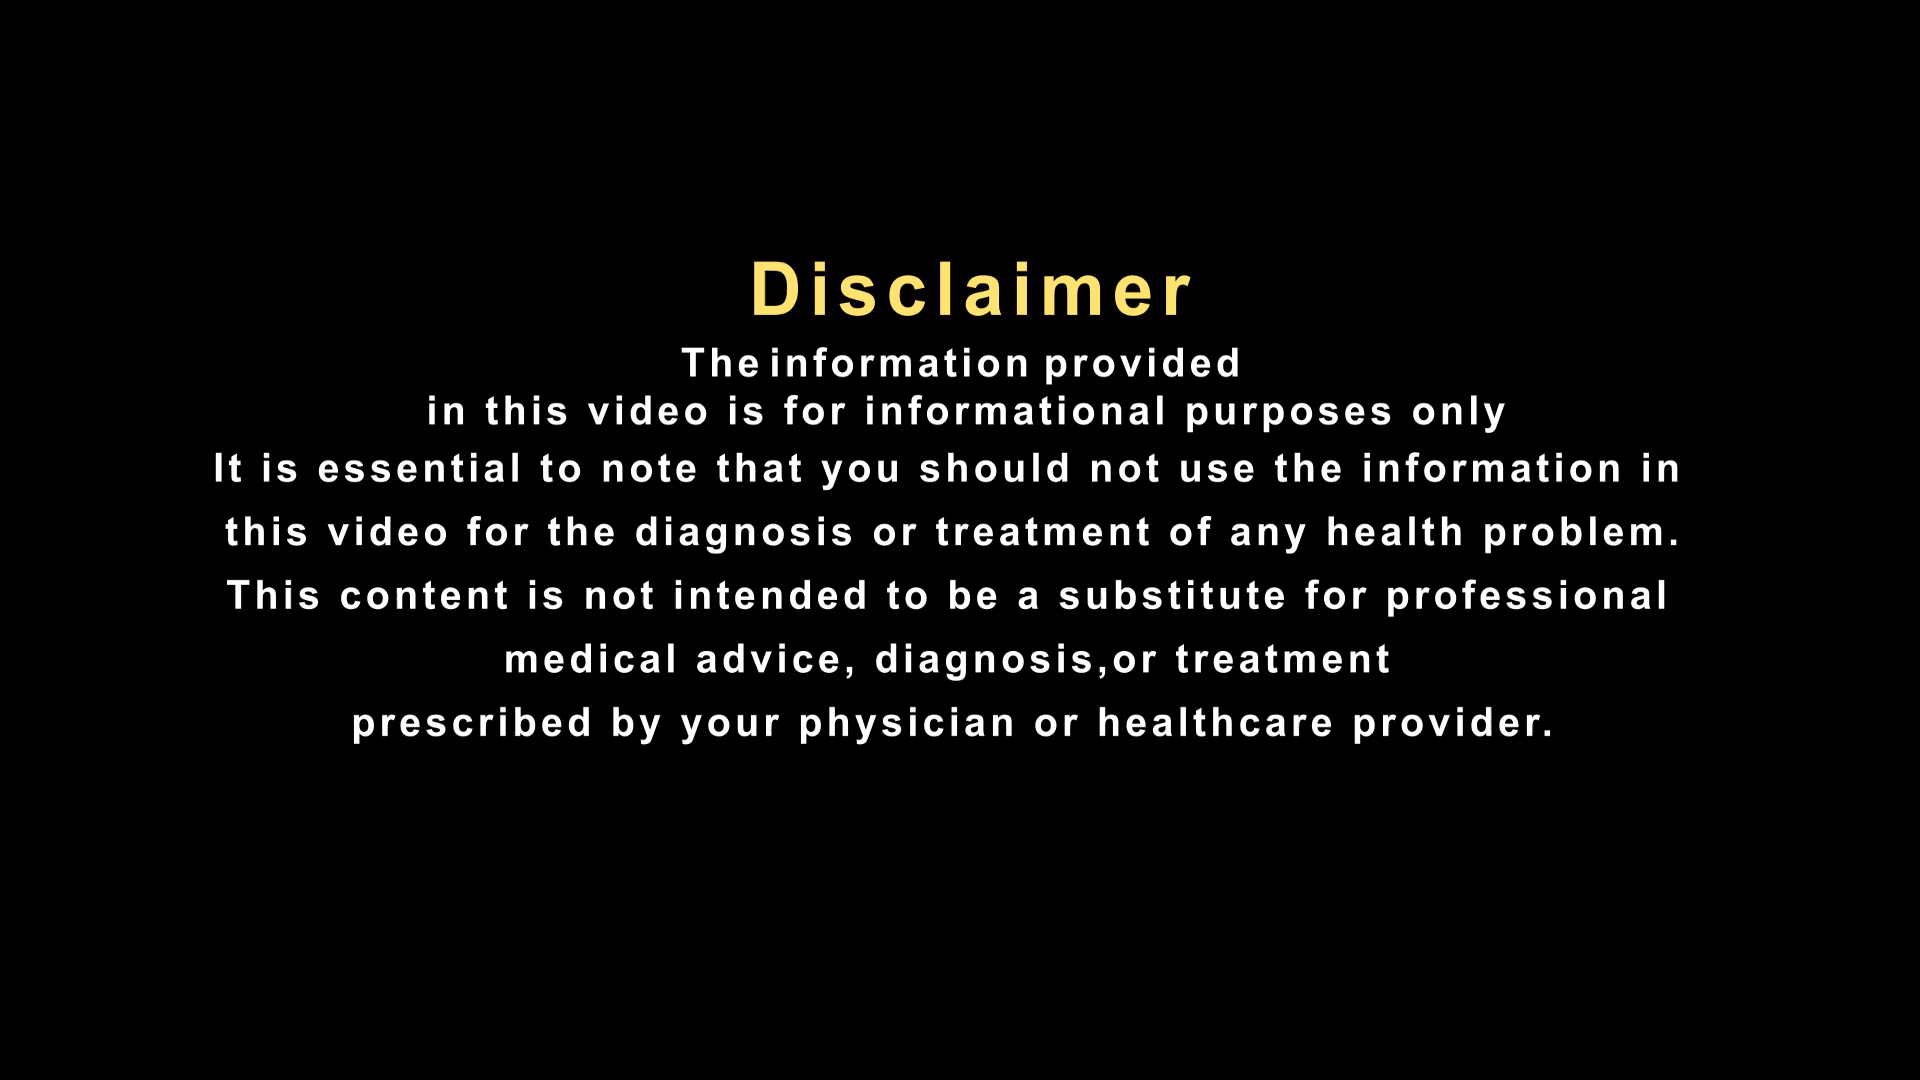 Disclaimer
The information provided
in this video is for informational purposes only
It is essential to note that you should not use the information in
this video for the diagnosis or treatment of any health problem.
This content is not intended to be a substitute for professional
medical advice, diagnosis,or treatment
prescribed by your physician or healthcare provider.